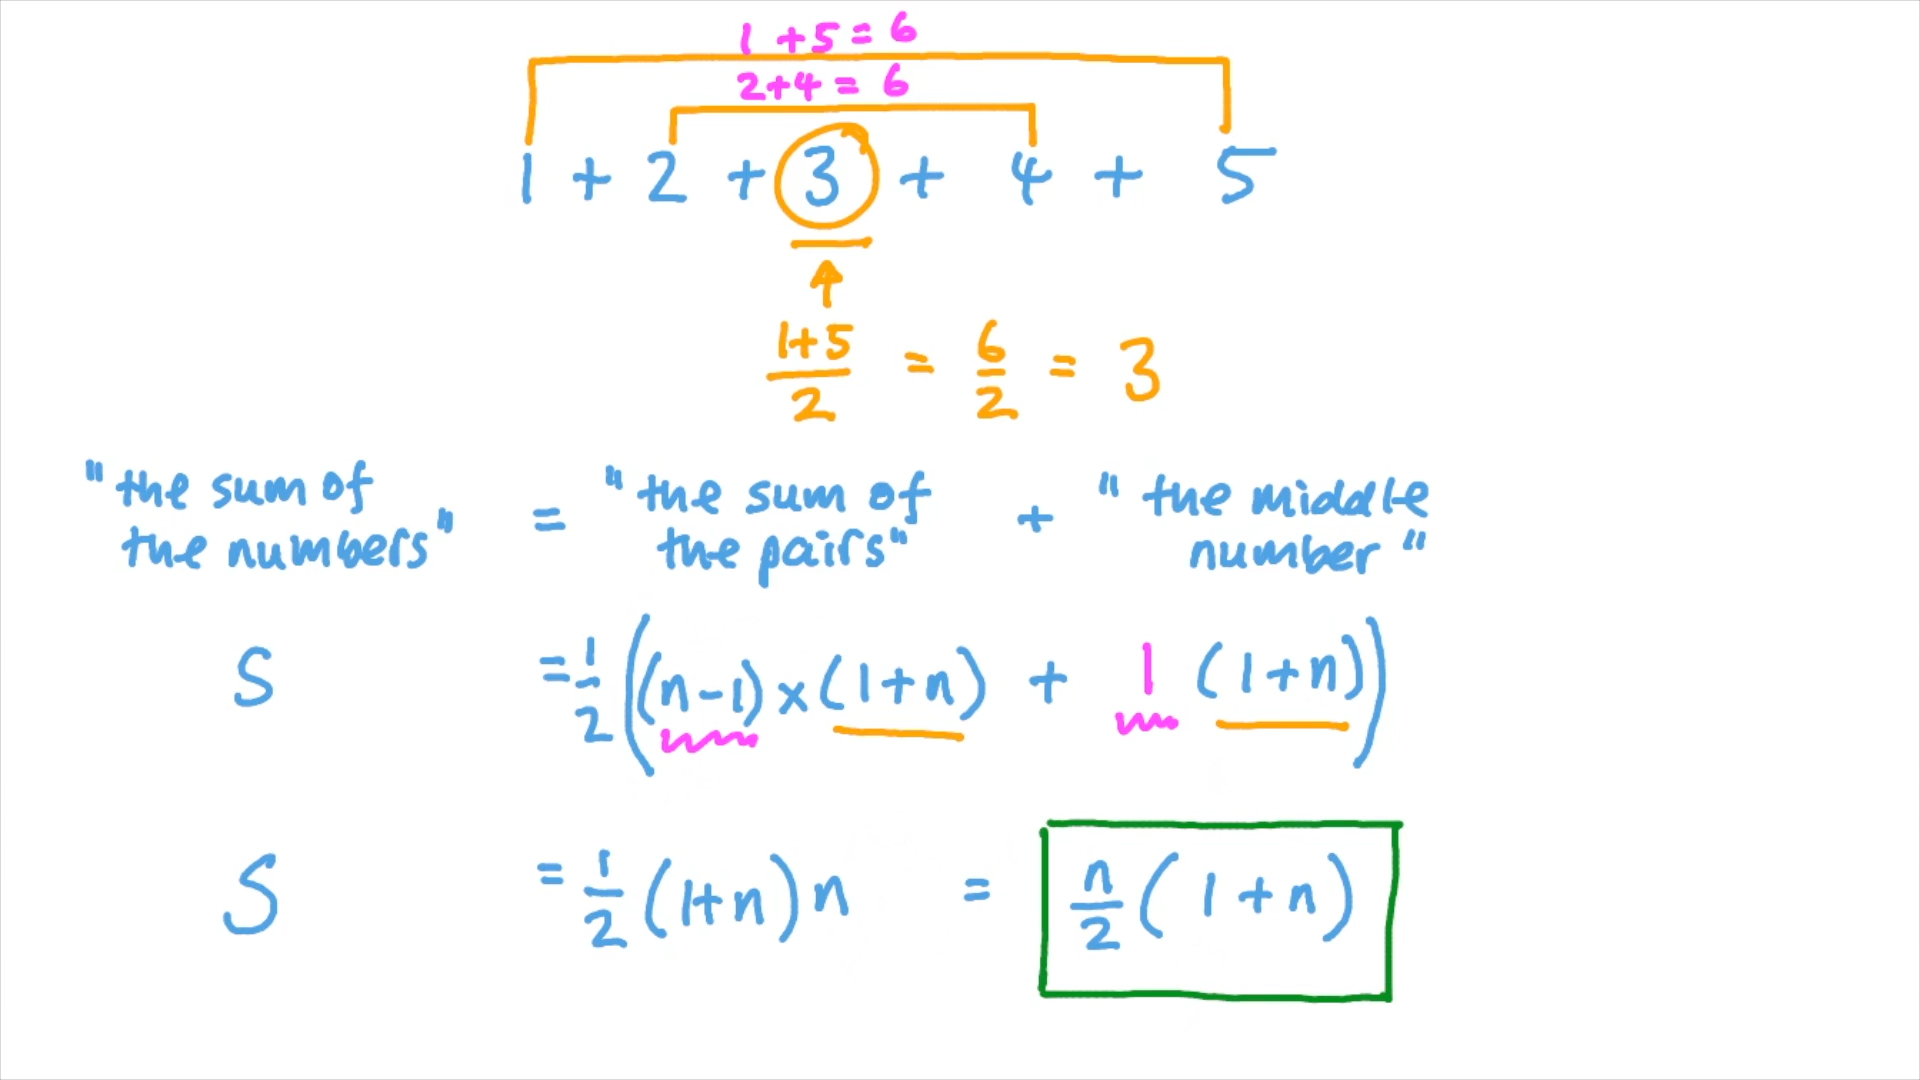 1+5=6
2+4=6
1 + 2 + 3 + 4 + 5
(1+5)/2 = 6/2 = 3
"the sum of the numbers" = "the sum of the pairs" + "the middle number"
S = 1/2((n-1)×(1+n) + 1(1+n))
S = 1/2(1+n)n = n/2(1+n)